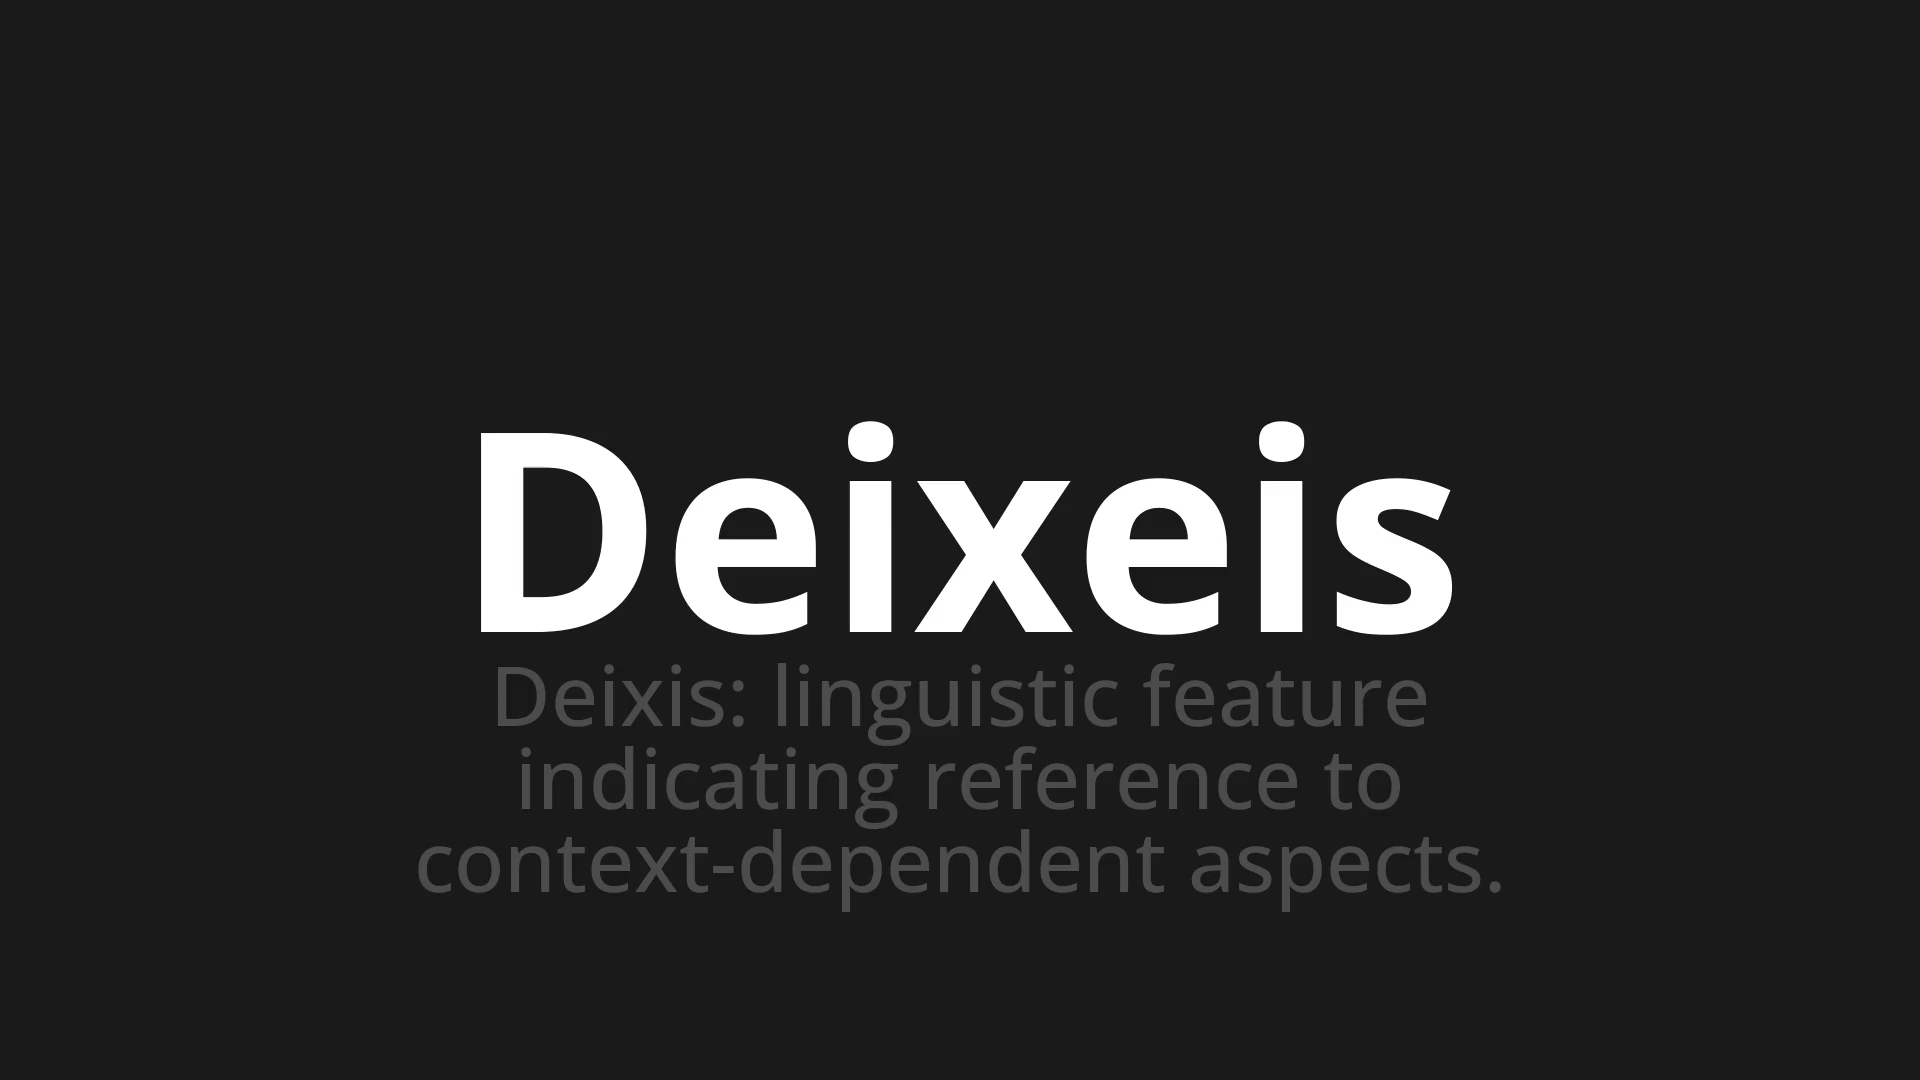 Deixeis
Deixis: linguistic feature
indicating reference to
context-dependent aspects.